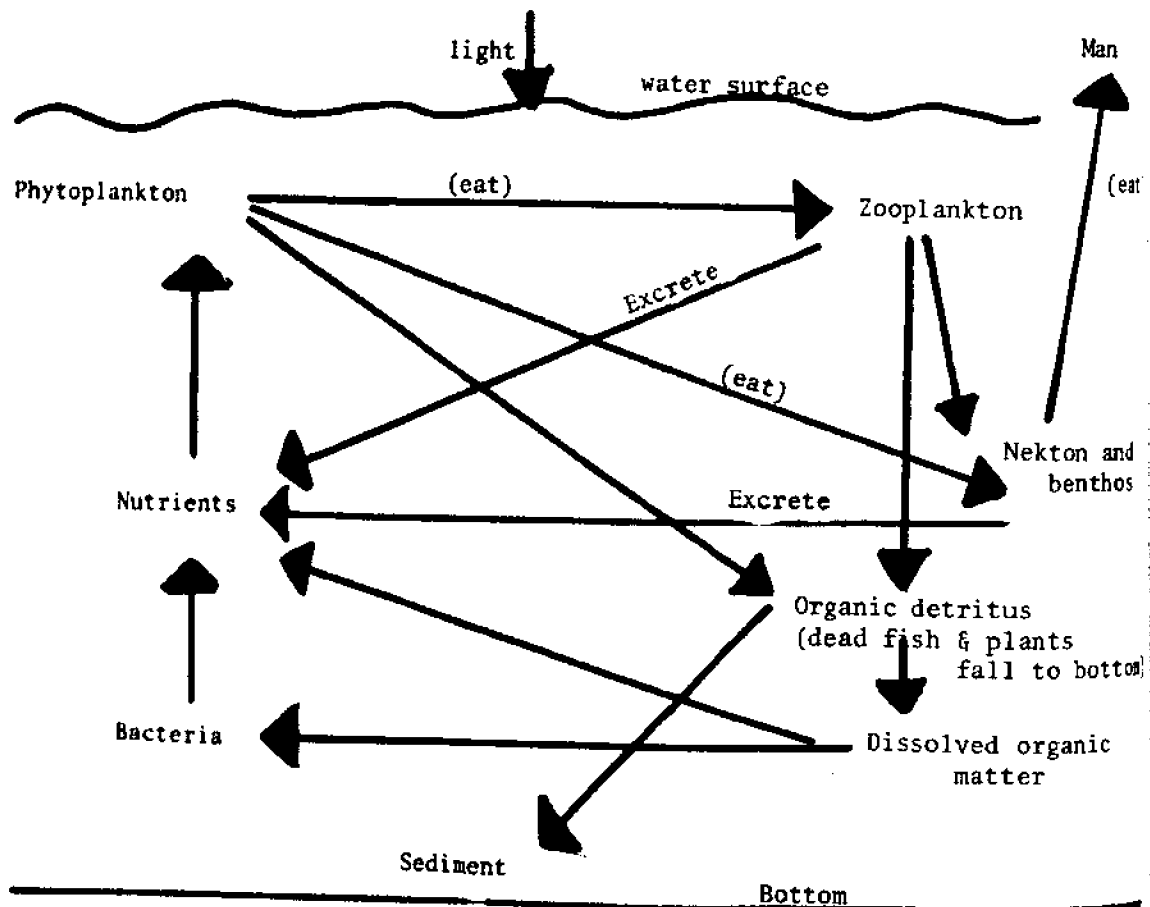 light
Man
water surface
Phytoplankton
(eat)
Zooplankton
(eat
Excrete
(eat)
Nekton and
benthos
Nutrients
Excrete
Organic detritus
(dead fish & plants
fall to bottom)
Bacteria
Dissolved organic
matter
Sediment
Bottom